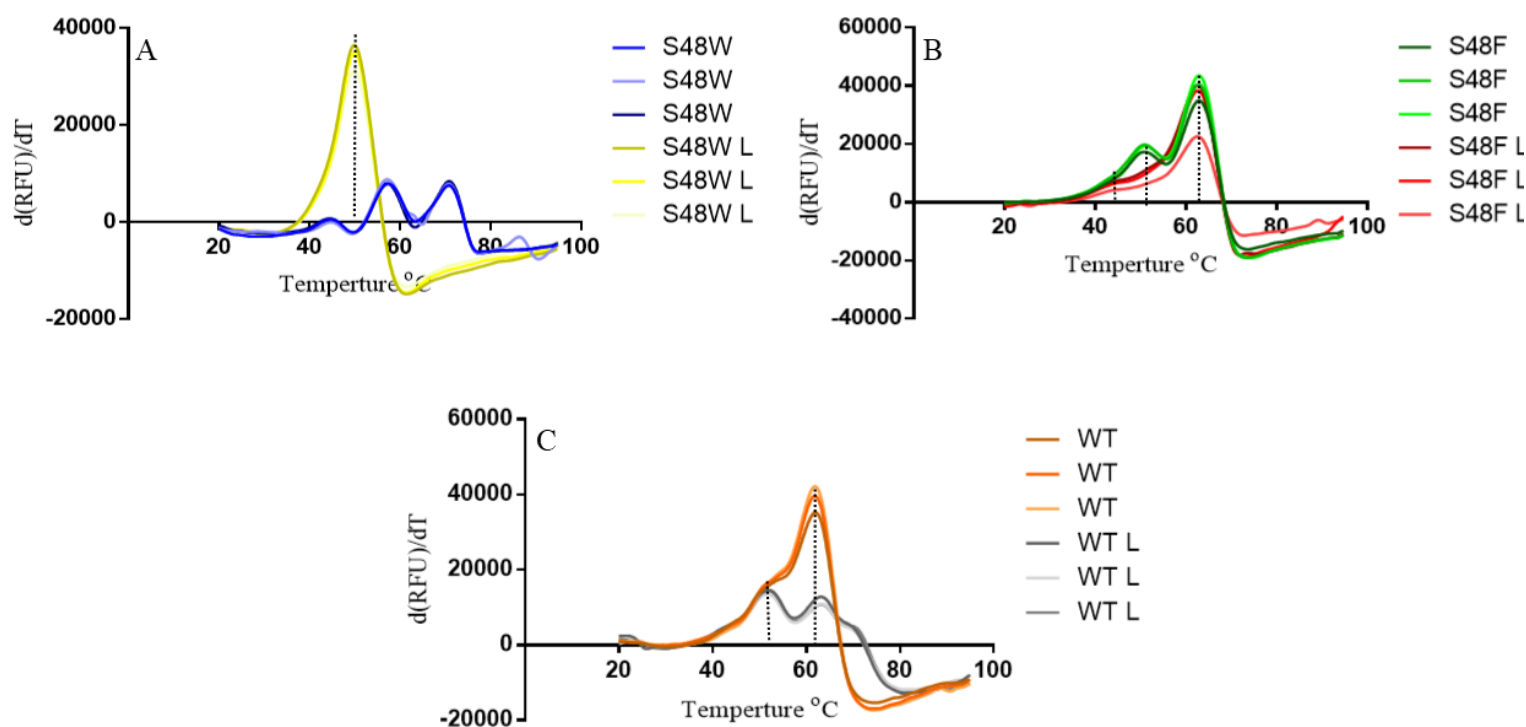 A
d(RFU)/dT
40000
20000
0
-20000
20
40
60
80
100
Temperture °C
S48W
S48W
S48W
S48W L
S48W L
S48W L
B
d(RFU)/dT
60000
40000
20000
0
-20000
-40000
20
40
60
80
100
Temperture °C
S48F
S48F
S48F
S48F L
S48F L
S48F L
C
d(RFU)/dT
60000
40000
20000
0
-20000
20
40
60
80
100
Temperture °C
WT
WT
WT
WT L
WT L
WT L